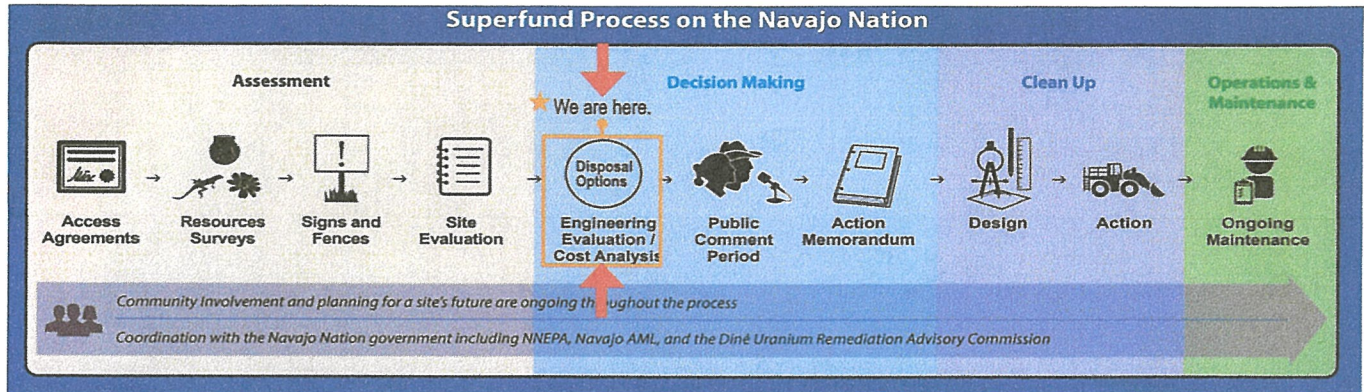 Superfund Process on the Navajo Nation
Assessment
Decision Making
Clean Up
Operations &
Maintenance
We are here.
!
Disposal
Options
Access
Agreements
Resources
Surveys
Signs and
Fences
Site
Evaluation
Engineering
Evaluation /
Cost Analysis
Public
Comment
Period
Action
Memorandum
Design
Action
Ongoing
Maintenance
Community Involvement and planning for a site's future are ongoing throughout the process
Coordination with the Navajo Nation government including NNEPA, Navajo AML, and the Diné Uranium Remediation Advisory Commission